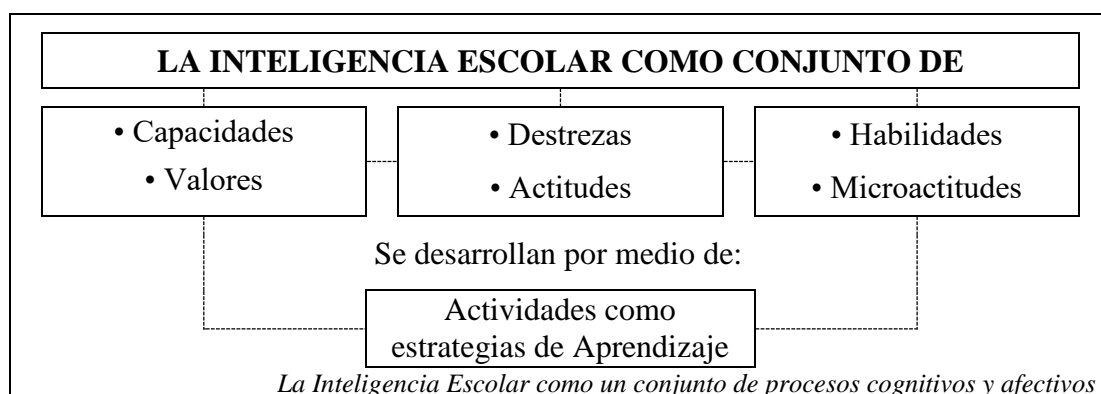 LA INTELIGENCIA ESCOLAR COMO CONJUNTO DE
• Capacidades
• Valores
• Destrezas
• Actitudes
• Habilidades
• Microactitudes
Se desarrollan por medio de:
Actividades como
estrategias de Aprendizaje
La Inteligencia Escolar como un conjunto de procesos cognitivos y afectivos